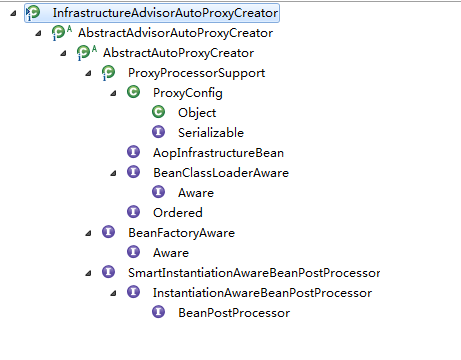 InfrastructureAdvisorAutoProxyCreator
AbstractAdvisorAutoProxyCreator
AbstractAutoProxyCreator
ProxyProcessorSupport
ProxyConfig
Object
Serializable
AopInfrastructureBean
BeanClassLoaderAware
Aware
Ordered
BeanFactoryAware
Aware
SmartInstantiationAwareBeanPostProcessor
InstantiationAwareBeanPostProcessor
BeanPostProcessor